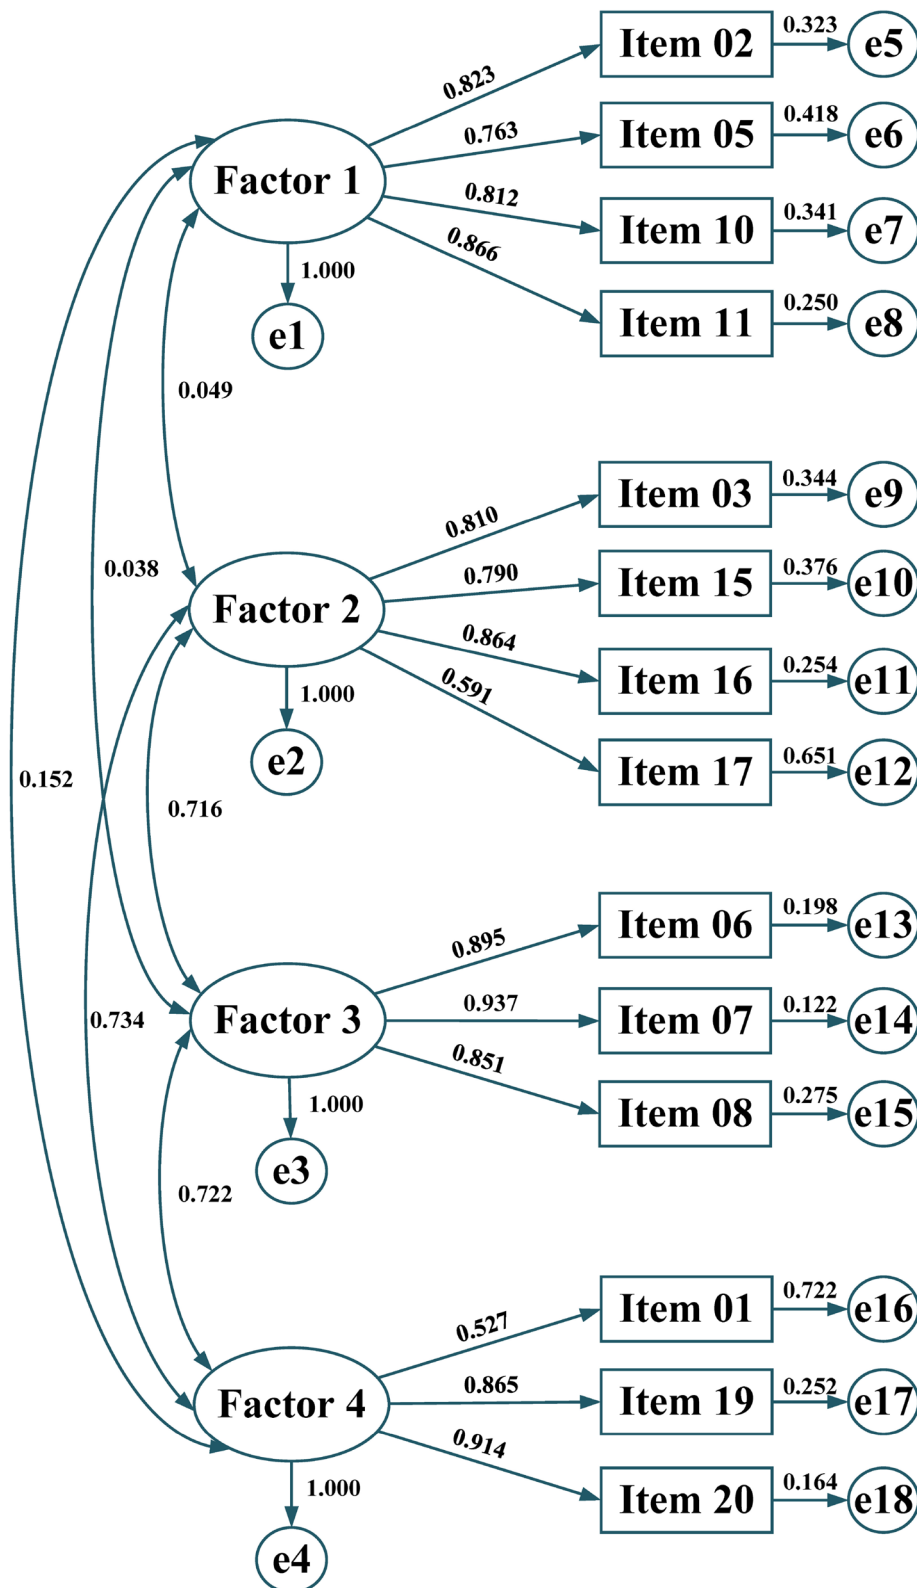 Item 02
0.323
e5
0.823
Item 05
0.418
e6
0.763
Factor 1
0.812
Item 10
0.341
e7
0.866
1.000
Item 11
0.250
e8
e1
0.049
Item 03
0.344
e9
0.810
0.038
0.790
Item 15
0.376
e10
Factor 2
0.864
Item 16
0.254
e11
0.591
1.000
e2
Item 17
0.651
e12
0.152
0.716
Item 06
0.198
e13
0.895
0.734
Factor 3
0.937
Item 07
0.122
e14
0.851
1.000
Item 08
0.275
e15
e3
0.722
Item 01
0.722
e16
0.527
Factor 4
0.865
Item 19
0.252
e17
0.914
1.000
Item 20
0.164
e18
e4